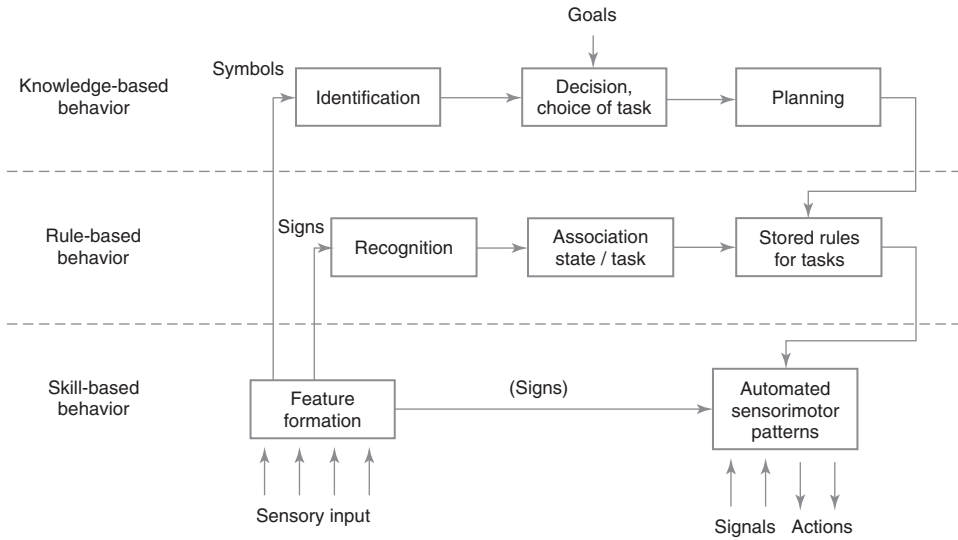 Goals
Symbols
Knowledge-based
behavior
Identification
Decision,
choice of task
Planning
Signs
Rule-based
behavior
Recognition
Association
state / task
Stored rules
for tasks
Skill-based
behavior
Feature
formation
(Signs)
Automated
sensorimotor
patterns
Sensory input
Signals
Actions